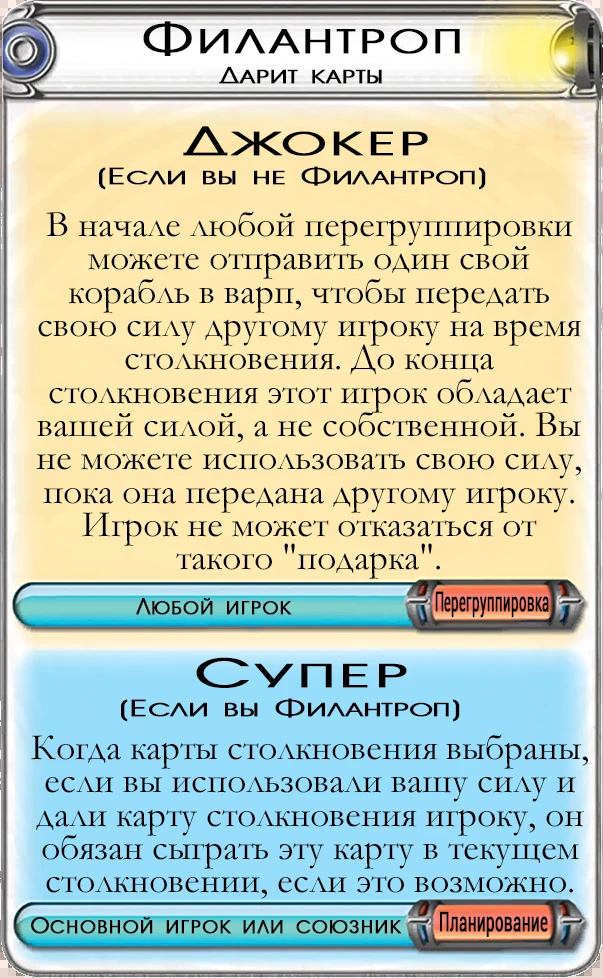 Филантроп
Дарит карты
Джокер
(Если вы не Филантроп)
В начале любой перегруппировки
можете отправить один свой
корабль в варп, чтобы передать
свою силу другому игроку на время
столкновения. До конца
столкновения этот игрок обладает
вашей силой, а не собственной. Вы
не можете использовать свою силу,
пока она передана другому игроку.
Игрок не может отказаться от
такого "подарка".
Любой игрок
Перегруппировка
Супер
(Если вы Филантроп)
Когда карты столкновения выбраны,
если вы использовали вашу силу и
дали карту столкновения игроку, он
обязан сыграть эту карту в текущем
столкновении, если это возможно.
Основной игрок или союзник
Планирование